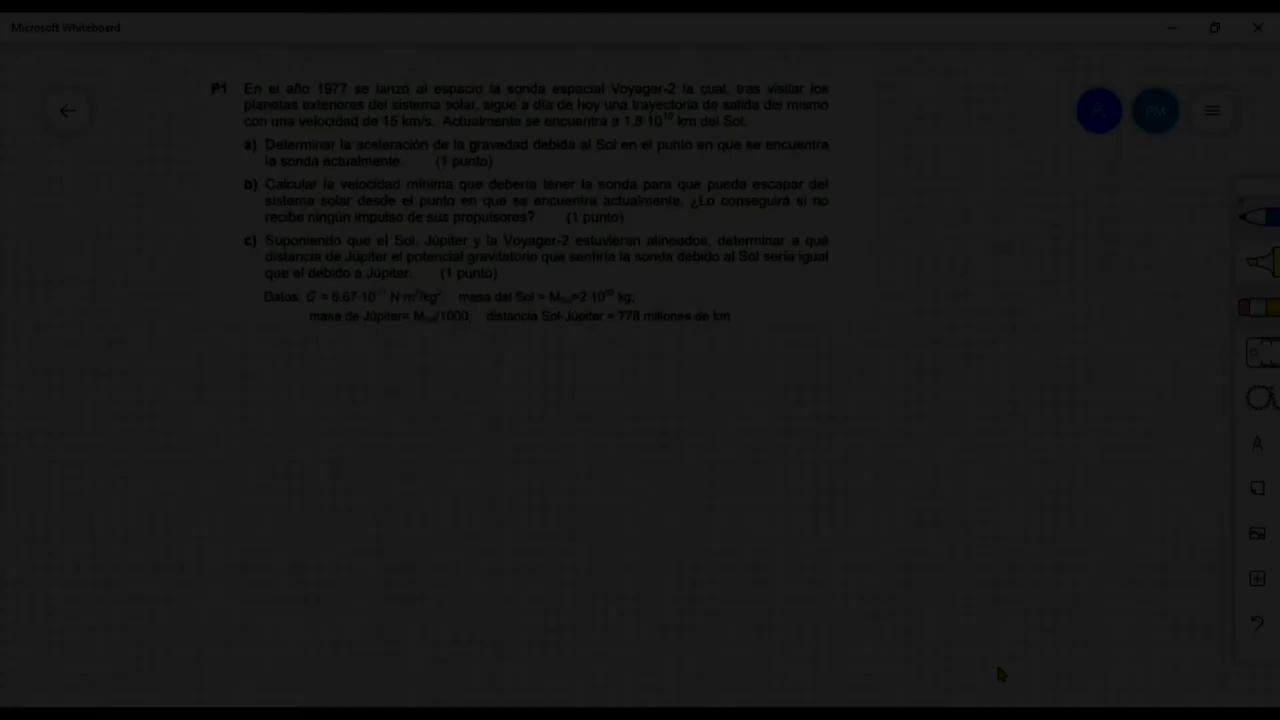 Microsoft Whiteboard
P1 En el año 1977 se lanzó al espacio la sonda espacial Voyager-2 la cual, tras visitar los
planetas exteriores del sistema solar, sigue a día de hoy una trayectoria de salida del mismo
con una velocidad de 15 km/s. Actualmente se encuentra a 1,8·10¹⁰ km del Sol.
a) Determinar la aceleración de la gravedad debida al Sol en el punto en que se encuentra
la sonda actualmente. (1 punto)
b) Calcular la velocidad mínima que debería tener la sonda para que pueda escapar del
sistema solar desde el punto en que se encuentra actualmente. ¿Lo conseguirá si no
recibe ningún impulso de sus propulsores? (1 punto)
c) Suponiendo que el Sol, Júpiter y la Voyager-2 estuvieran alineados, determinar a qué
distancia de Júpiter el potencial gravitatorio que sentiría la sonda debido al Sol sería igual
que el debido a Júpiter. (1 punto)
Datos: G = 6.67·10⁻¹¹ N·m²/kg²; masa del Sol = M_Sol=2·10³⁰ kg;
masa de Júpiter= M_Sol/1000; distancia Sol-Júpiter = 778 millones de km
PM
A